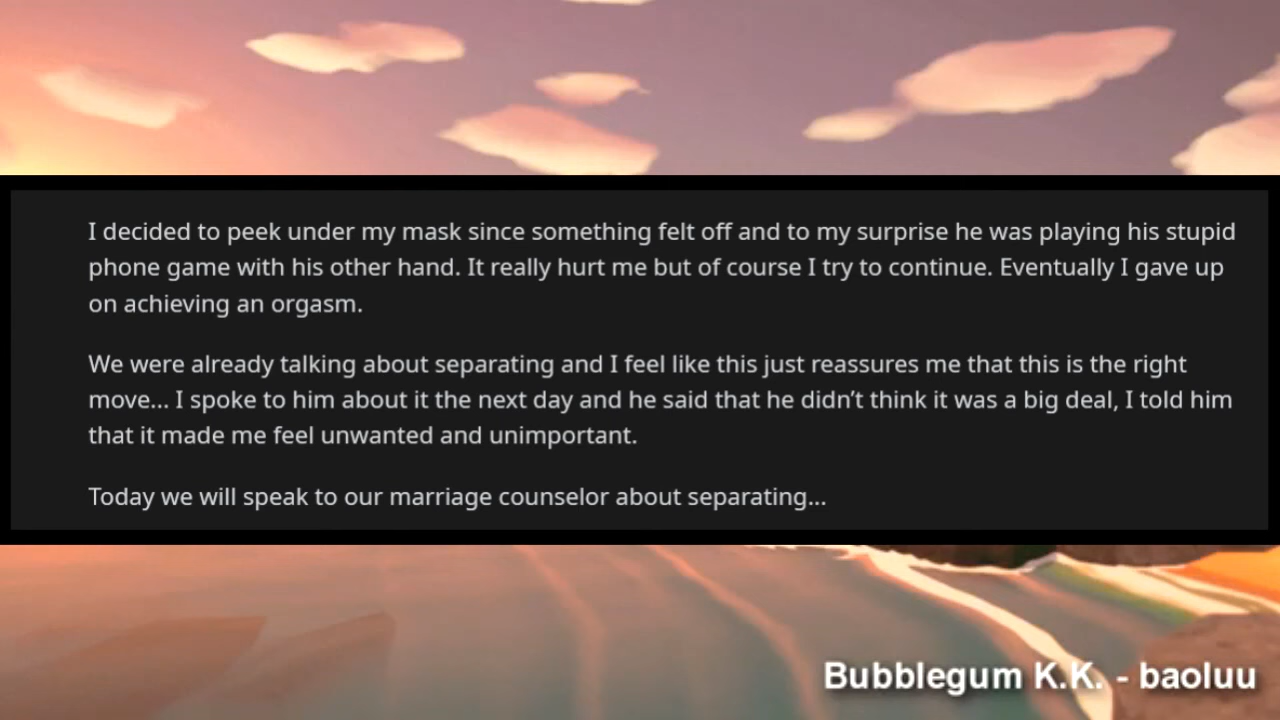 I decided to peek under my mask since something felt off and to my surprise he was playing his stupid
phone game with his other hand. It really hurt me but of course I try to continue. Eventually I gave up
on achieving an orgasm.
We were already talking about separating and I feel like this just reassures me that this is the right
move... I spoke to him about it the next day and he said that he didn’t think it was a big deal, I told him
that it made me feel unwanted and unimportant.
Today we will speak to our marriage counselor about separating...
Bubblegum K.K. - baoluu